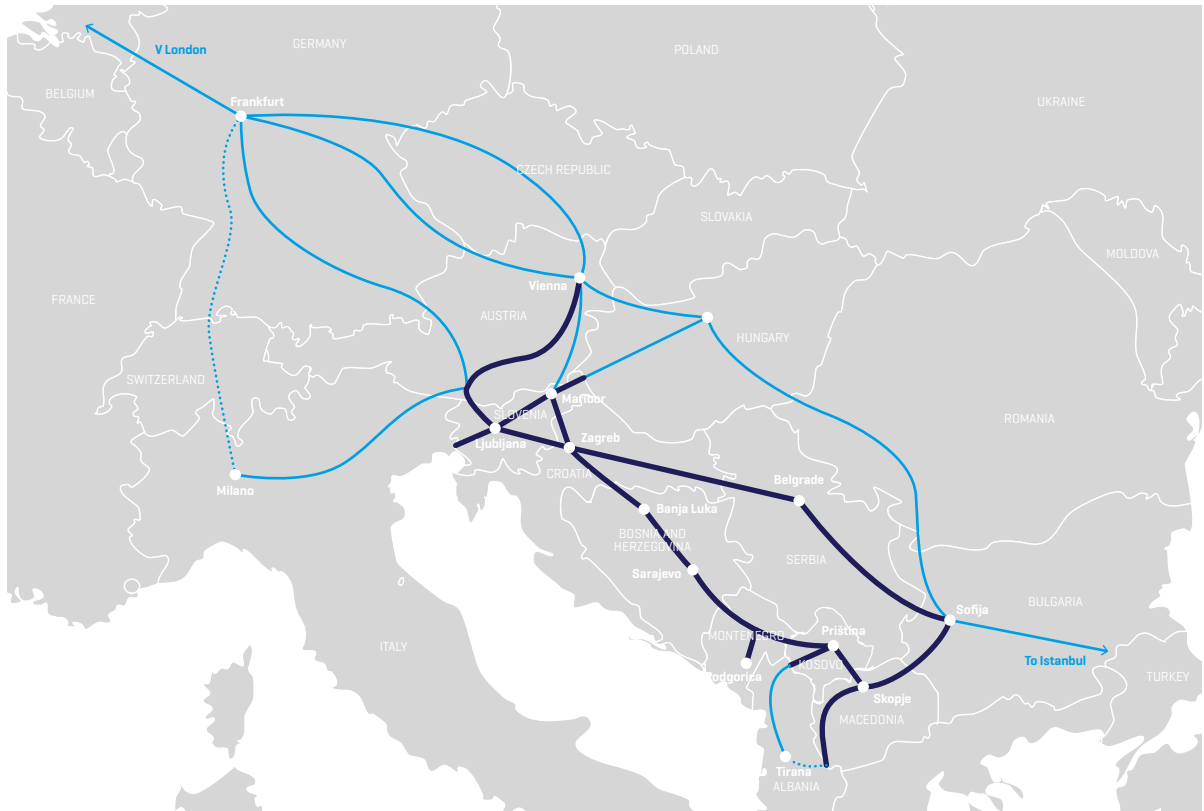 V London
GERMANY
POLAND
BELGIUM
Frankfurt
UKRAINE
CZECH REPUBLIC
SLOVAKIA
MOLDOVA
Vienna
FRANCE
AUSTRIA
HUNGARY
SWITZERLAND
Maribor
SLOVENIA
ROMANIA
Ljubljana
Zagreb
CROATIA
Belgrade
Milano
Banja Luka
BOSNIA AND
HERZEGOVINA
SERBIA
Sarajevo
BULGARIA
Sofija
MONTENEGRO
Priština
ITALY
To Istanbul
KOSOVO
Podgorica
TURKEY
Skopje
MACEDONIA
Tirana
ALBANIA